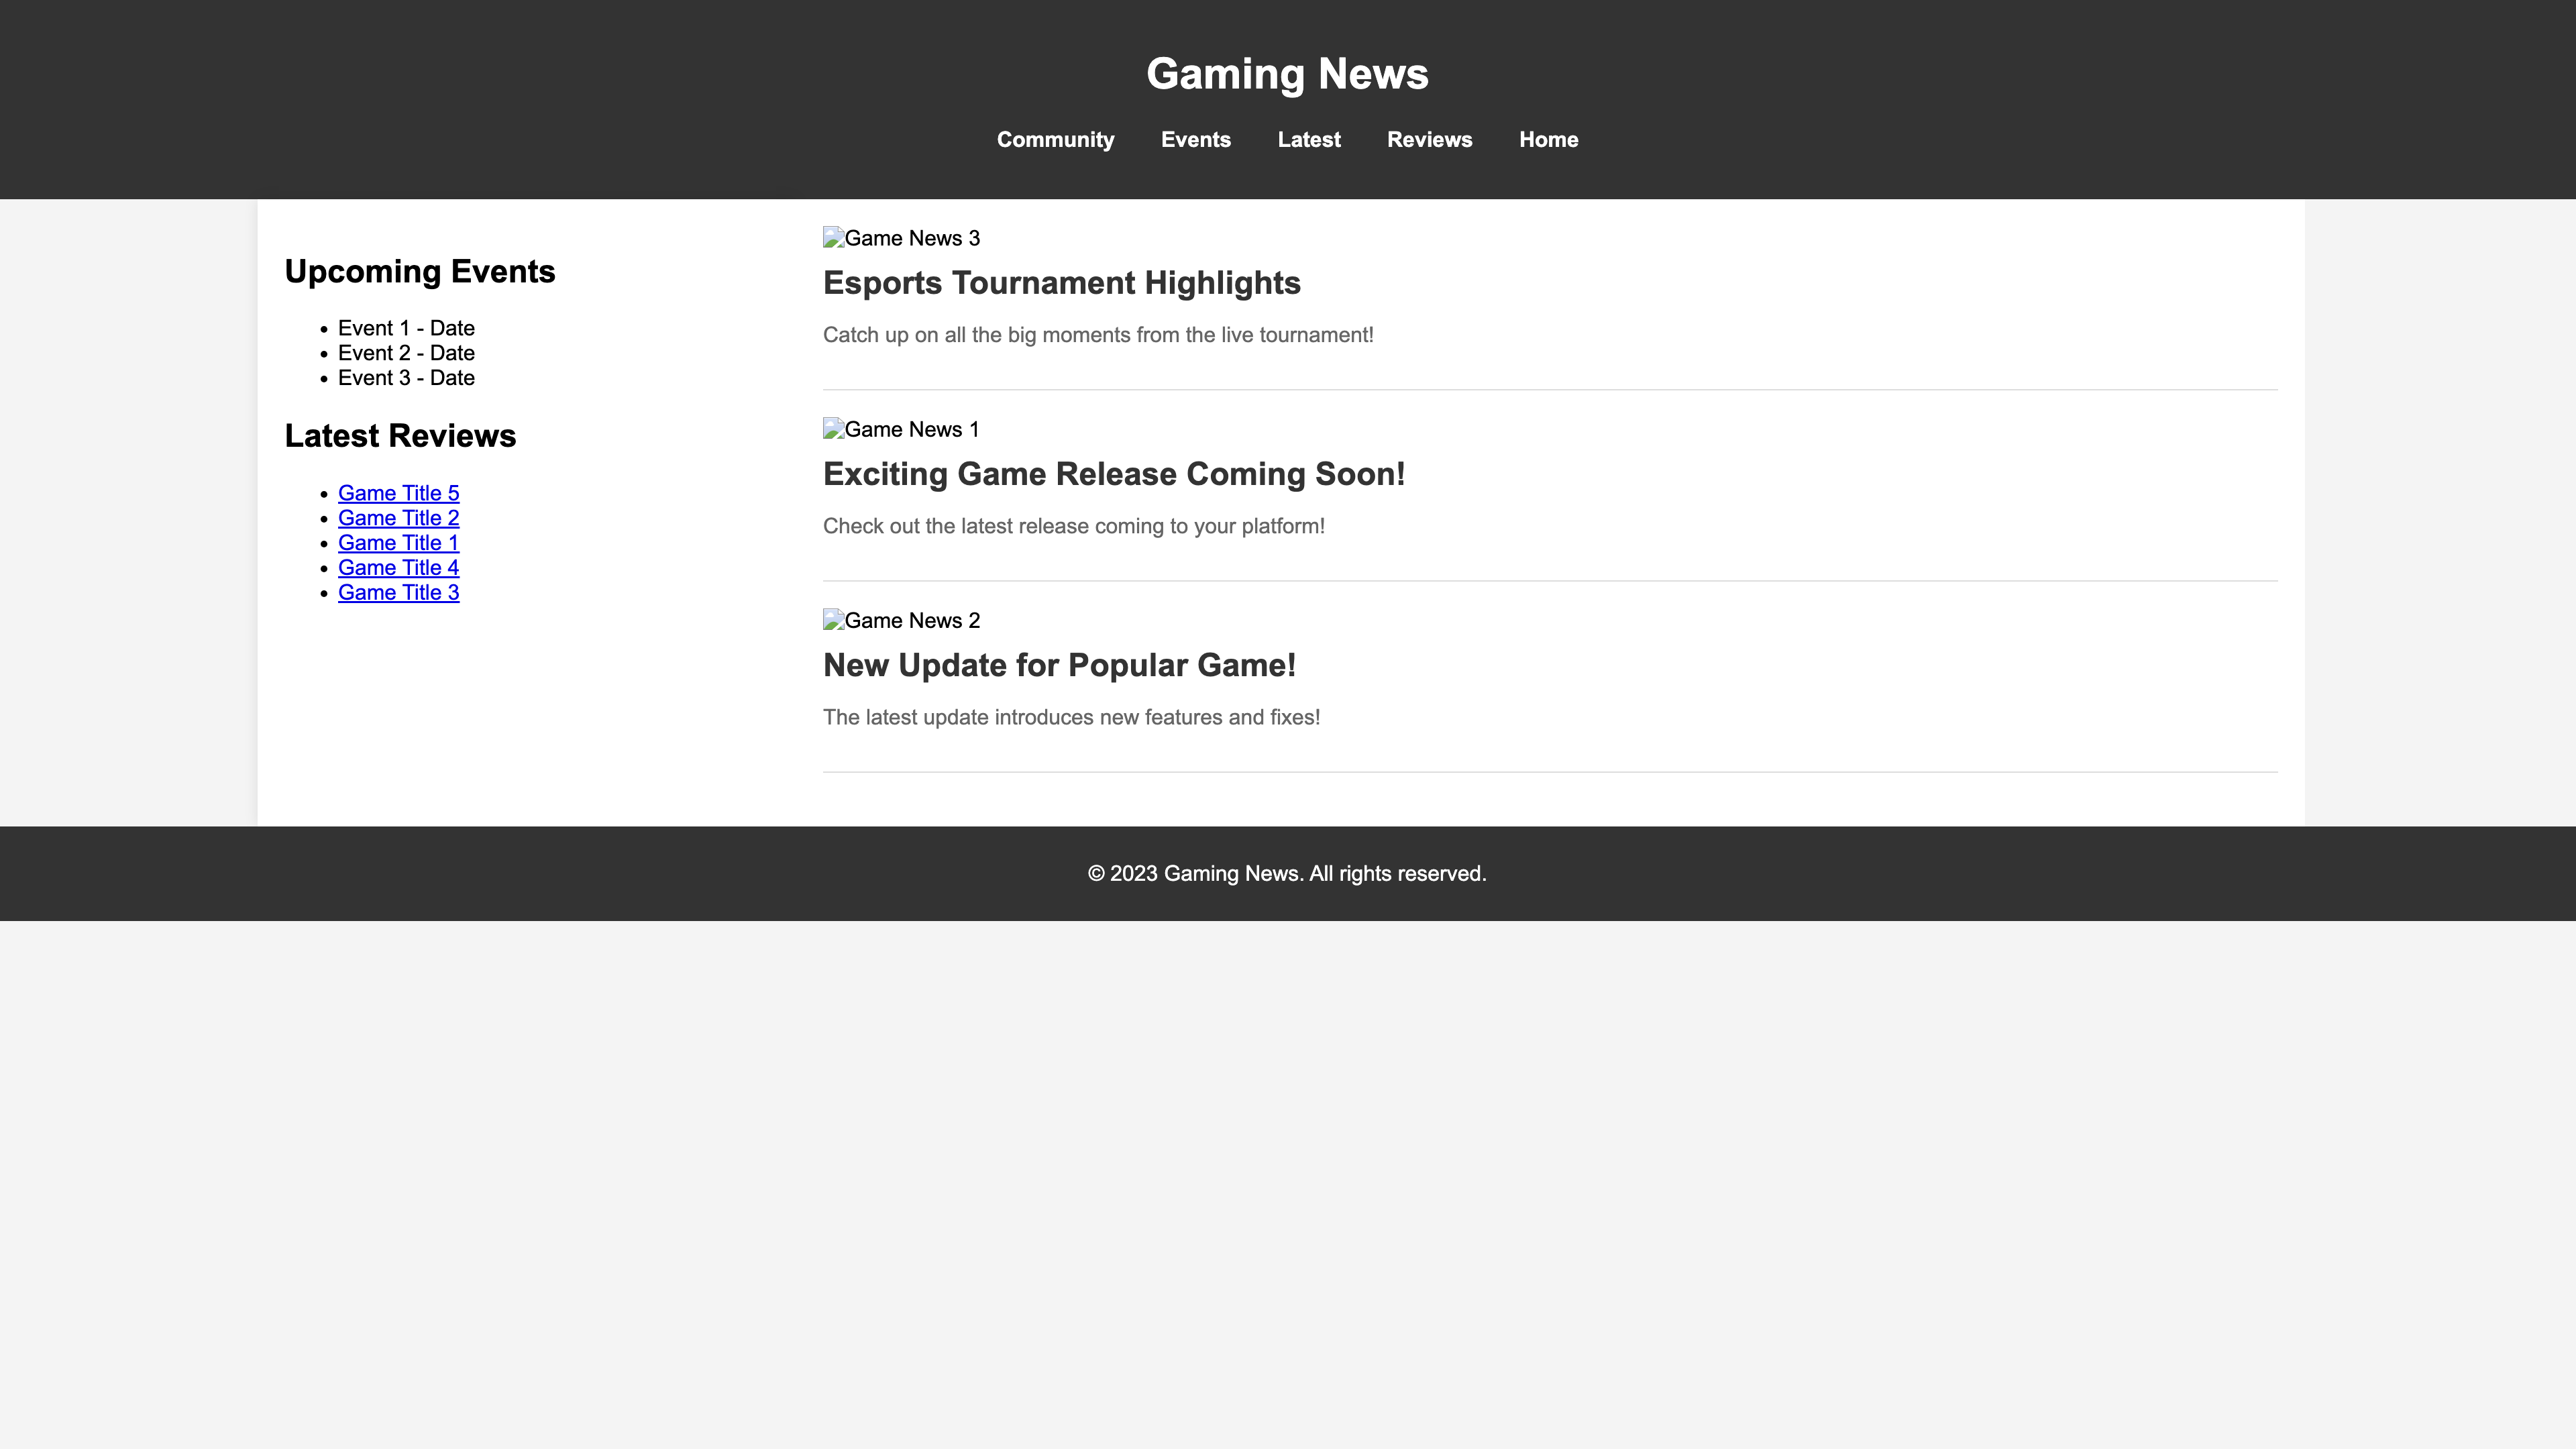 Gaming News
Community Events Latest Reviews Home
Upcoming Events
Event 1 - Date
Event 2 - Date
Event 3 - Date
Latest Reviews
Game Title 5
Game Title 2
Game Title 1
Game Title 4
Game Title 3
Game News 3
Esports Tournament Highlights
Catch up on all the big moments from the live tournament!
Game News 1
Exciting Game Release Coming Soon!
Check out the latest release coming to your platform!
Game News 2
New Update for Popular Game!
The latest update introduces new features and fixes!
© 2023 Gaming News. All rights reserved.